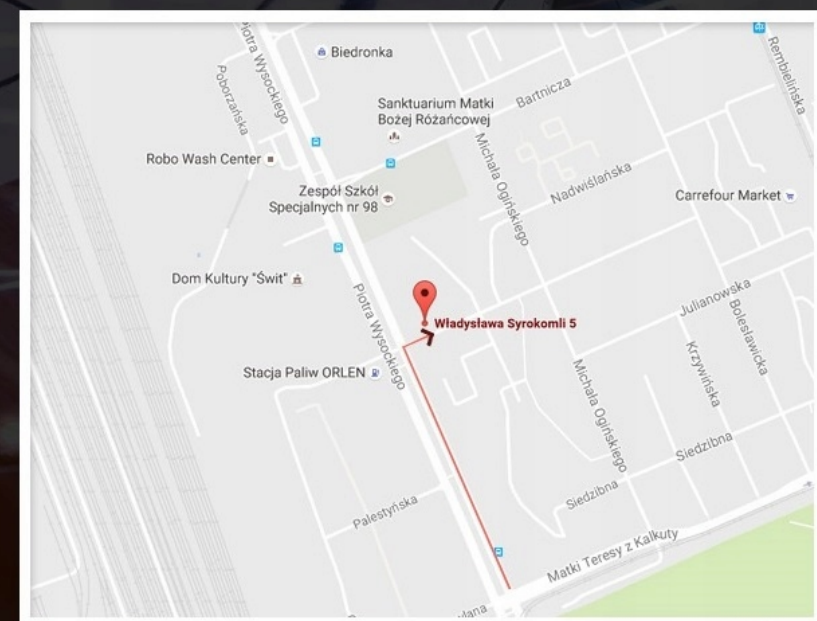 Piotra Wysockiego
Poborzańska
Biedronka
Rembielińska
Sanktuarium Matki
Bożej Różańcowej
Bartnicza
Robo Wash Center
Michała Ogińskiego
Zespół Szkół
Specjalnych nr 98
Nadwiślańska
Carrefour Market
Dom Kultury "Świt"
Piotra Wysockiego
Władysława Syrokomli 5
Julianowska
Bolesławicka
Krzywińska
Stacja Paliw ORLEN
Michała Ogińskiego
Siedzibna
Siedzibna
Palestyńska
Matki Teresy z Kalkuty